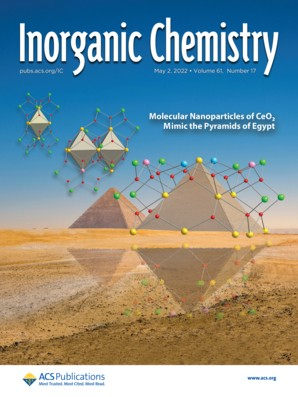 Inorganic Chemistry
pubs.acs.org/IC
May 2, 2022 • Volume 61, Number 17
Molecular Nanoparticles of CeO₂
Mimic the Pyramids of Egypt
ACS Publications
Most Trusted. Most Cited. Most Read.
www.acs.org